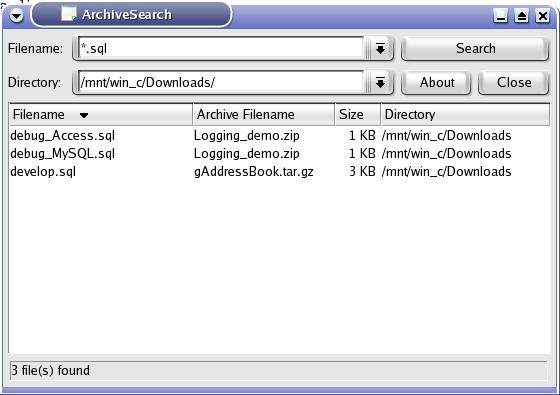 ArchiveSearch
Filename: *.sql Search
Directory: /mnt/win_c/Downloads/ About Close
Filename Archive Filename Size Directory
debug_Access.sql Logging_demo.zip 1 KB /mnt/win_c/Downloads
debug_MySQL.sql Logging_demo.zip 1 KB /mnt/win_c/Downloads
develop.sql gAddressBook.tar.gz 3 KB /mnt/win_c/Downloads
3 file(s) found